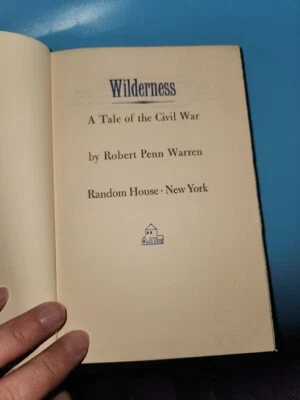 Wilderness
A Tale of the Civil War
by Robert Penn Warren
Random House · New York